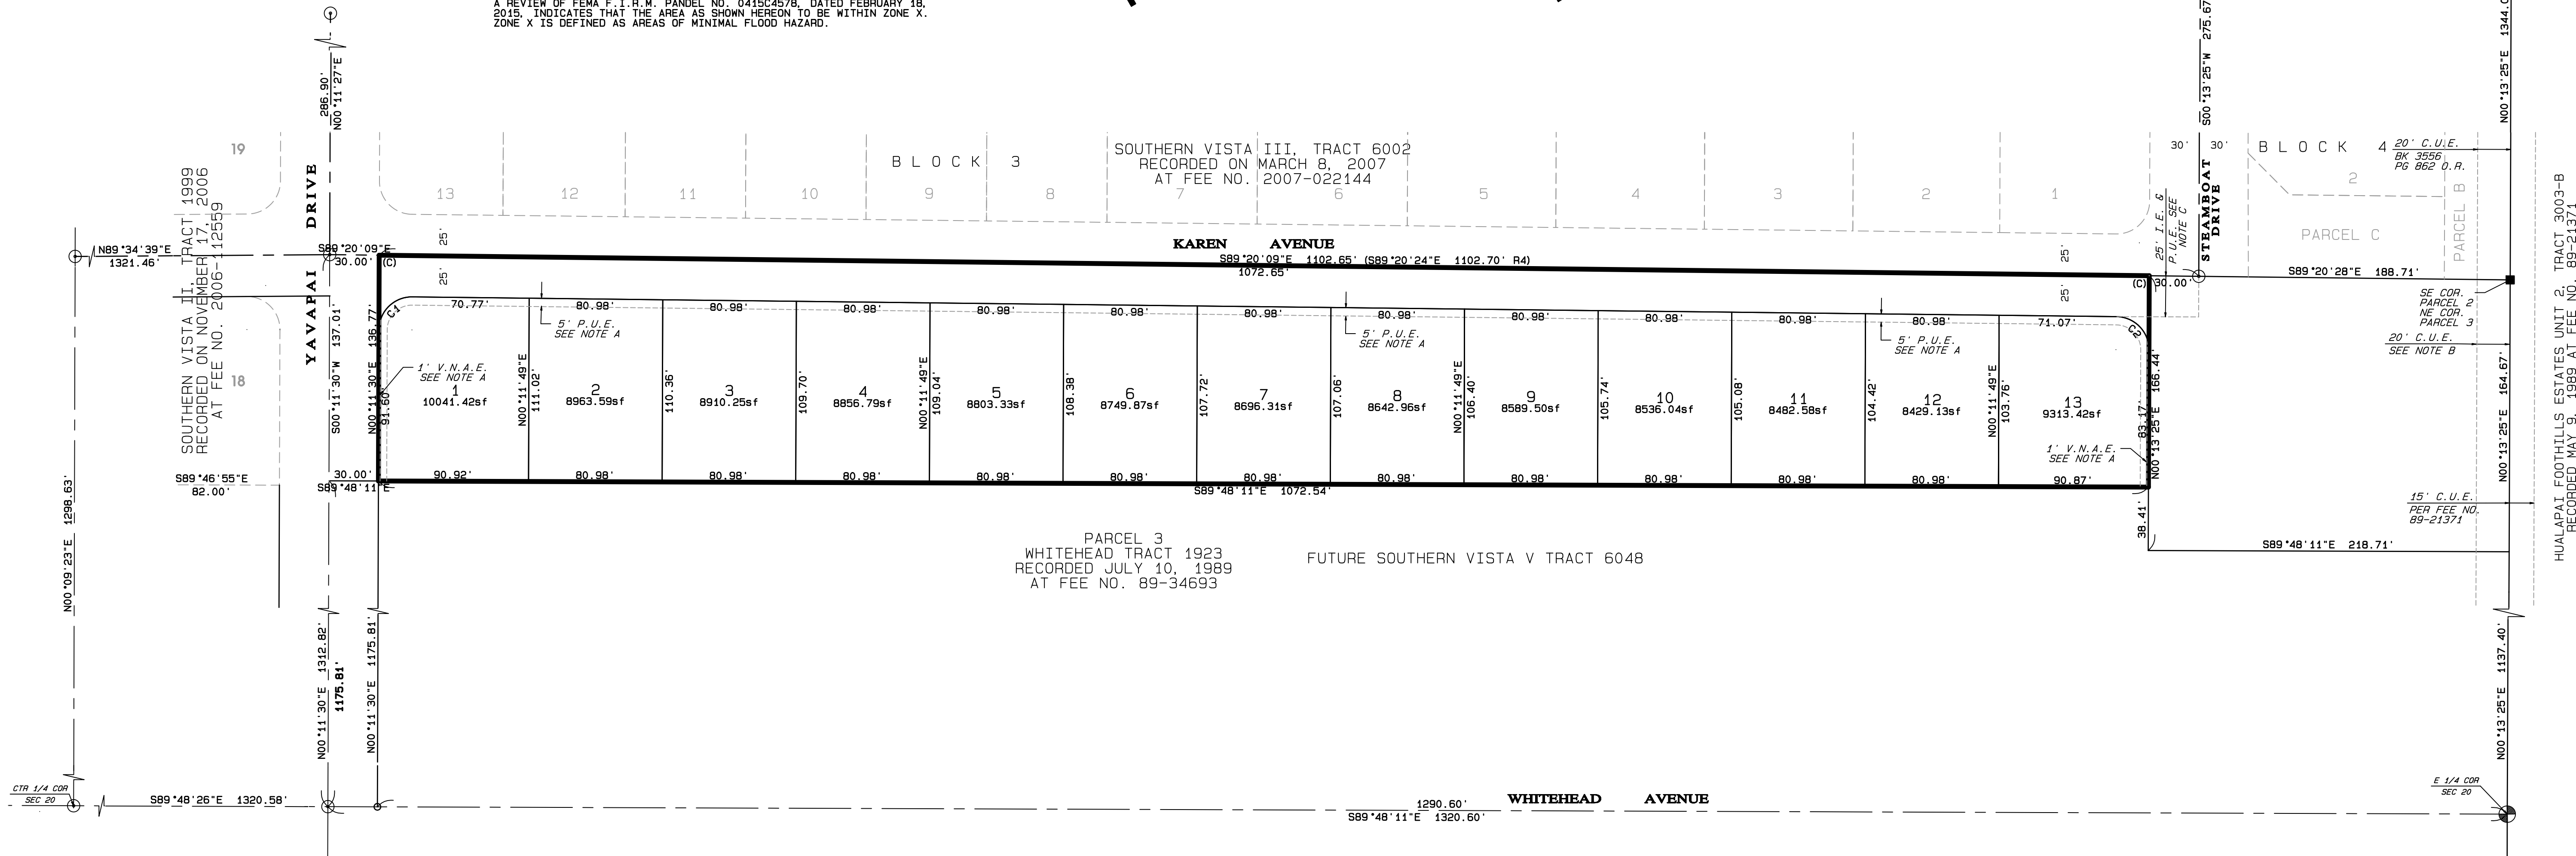 A REVIEW OF FEMA F.I.R.M. PANDEL NO. 0415C4578, DATED FEBRUARY 18,
2015, INDICATES THAT THE AREA AS SHOWN HEREON TO BE WITHIN ZONE X.
ZONE X IS DEFINED AS AREAS OF MINIMAL FLOOD HAZARD.
286.90'
N00°11'27"E
S00°13'25"W 275.67'
N00°13'25"E
19
18
SOUTHERN VISTA II, TRACT 1999
RECORDED ON NOVEMBER 17, 2006
AT FEE NO. 2006-112559
YAVAPAI DRIVE
BLOCK 3
SOUTHERN VISTA III, TRACT 6002
RECORDED ON MARCH 8, 2007
AT FEE NO. 2007-022144
13 12 11 10 9 8 7 6 5 4 3 2 1
30' 30'
BLOCK 4
20' C.U.E.
BK 3556
PG 862 O.R.
2
PARCEL C
PARCEL B
STEAMBOAT
DRIVE
25' I.E. &
P.U.E. SEE
NOTE C
HUALAPAI FOOTHILLS ESTATES UNIT 2, TRACT 3003-B
RECORDED MAY 9, 1989 AT FEE NO. 89-21371
N89°34'39"E
1321.46'
S89°20'09"E
30.00' (C)
25'
25'
KAREN AVENUE
S89°20'09"E 1102.65' (S89°20'24"E 1102.70' R4)
1072.65'
25'
25'
(C) 30.00'
S89°20'28"E 188.71'
SE COR.
PARCEL 2
NE COR.
PARCEL 3
20' C.U.E.
SEE NOTE B
C1
70.77' 80.98' 80.98' 80.98' 80.98' 80.98' 80.98' 80.98' 80.98' 80.98' 80.98' 80.98' 71.07'
C2
5' P.U.E.
SEE NOTE A
5' P.U.E.
SEE NOTE A
5' P.U.E.
SEE NOTE A
S00°11'30"W 137.01'
N00°11'30"E 136.77'
91.60'
1' V.N.A.E.
SEE NOTE A
1
10041.42sf
N00°11'49"E
111.02'
2
8963.59sf
110.36'
3
8910.25sf
109.70'
4
8856.79sf
N00°11'49"E
109.04'
5
8803.33sf
108.38'
6
8749.87sf
107.72'
7
8696.31sf
107.06'
8
8642.96sf
N00°11'49"E
106.40'
9
8589.50sf
105.74'
10
8536.04sf
105.08'
11
8482.58sf
104.42'
12
8429.13sf
N00°11'49"E
103.76'
13
9313.42sf
83.17'
N00°13'25"E 166.44'
1' V.N.A.E.
SEE NOTE A
N00°13'25"E 164.67'
30.00'
S89°48'11"E
90.92' 80.98' 80.98' 80.98' 80.98' 80.98' 80.98' 80.98' 80.98' 80.98' 80.98' 80.98' 90.87'
S89°48'11"E 1072.54'
S89°46'55"E
82.00'
N00°09'23"E 1298.63'
38.41'
15' C.U.E.
PER FEE NO.
89-21371
S89°48'11"E 218.71'
PARCEL 3
WHITEHEAD TRACT 1923
RECORDED JULY 10, 1989
AT FEE NO. 89-34693
FUTURE SOUTHERN VISTA V TRACT 6048
N00°11'30"E 1312.82'
1175.81'
N00°11'30"E 1175.81'
N00°13'25"E 1137.40'
CTR 1/4 COR
SEC 20
S89°48'26"E 1320.58'
1290.60'
S89°48'11"E 1320.60'
WHITEHEAD AVENUE
E 1/4 COR
SEC 20